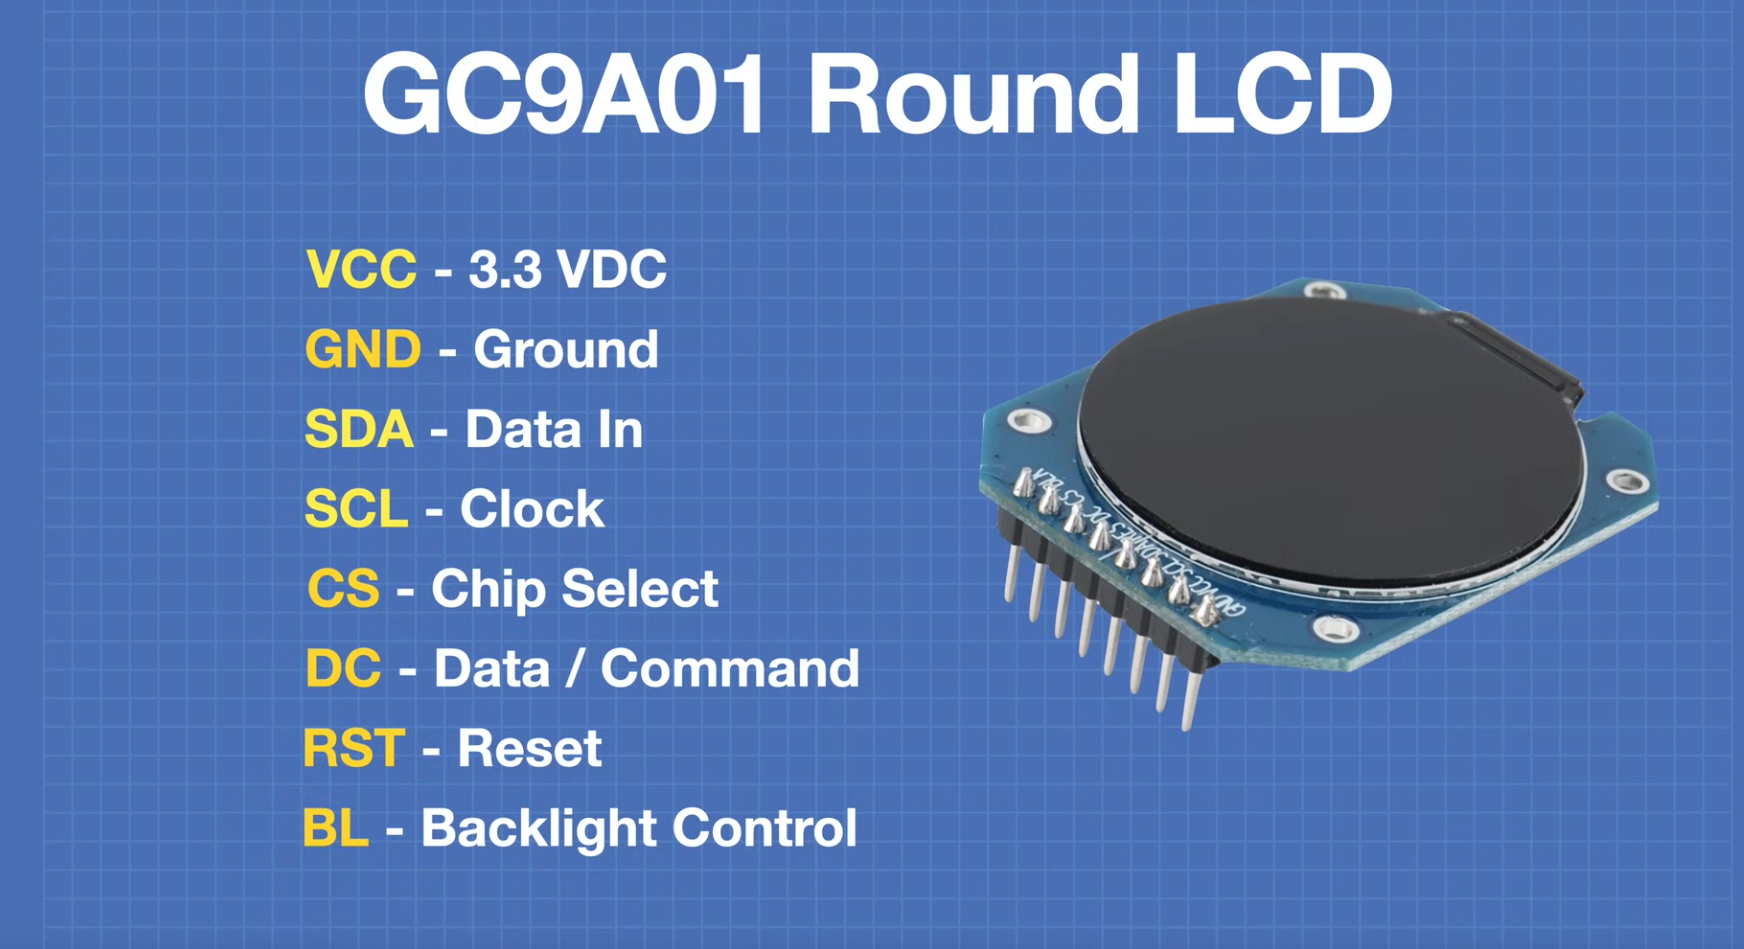 GC9A01 Round LCD
VCC - 3.3 VDC
GND - Ground
SDA - Data In
SCL - Clock
CS - Chip Select
DC - Data / Command
RST - Reset
BL - Backlight Control
BLK CS DC RES SDA SCL VCC GND